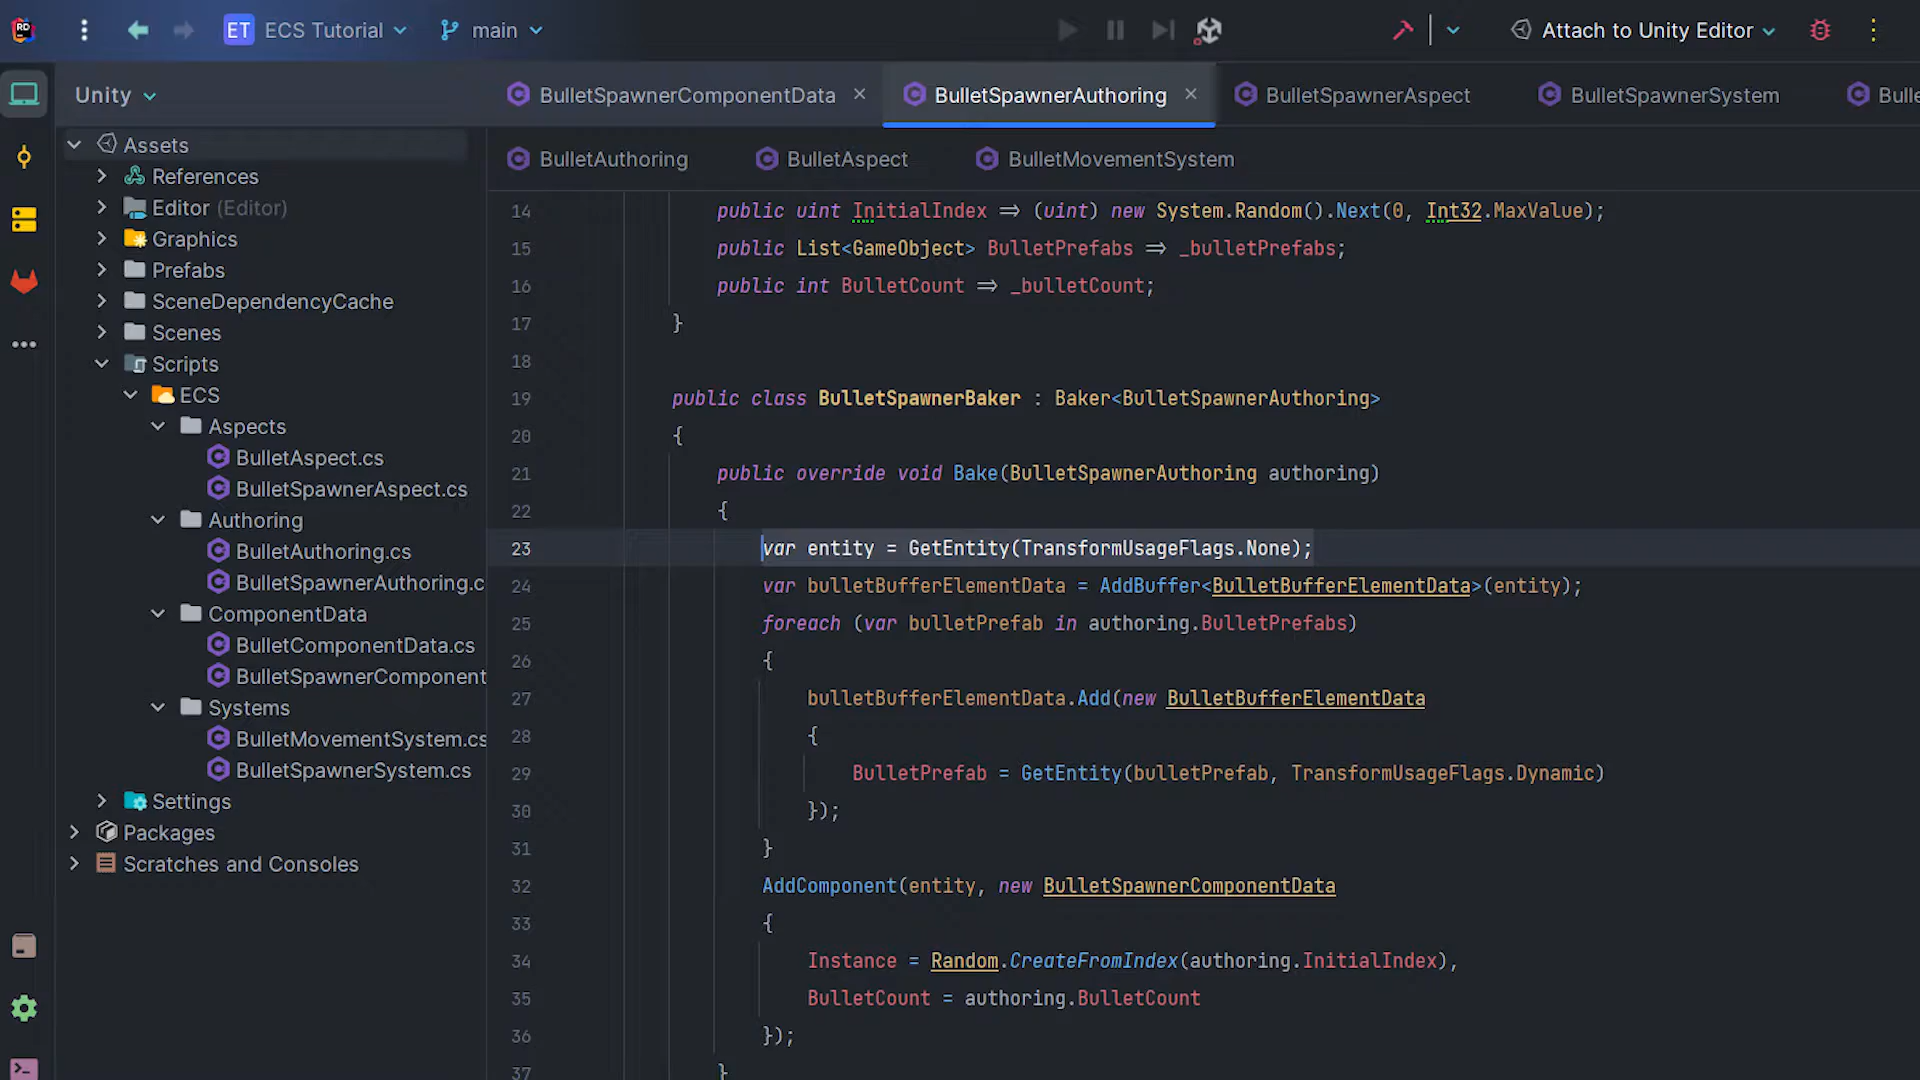 RD
ET ECS Tutorial
main
Attach to Unity Editor
Unity
BulletSpawnerComponentData
BulletSpawnerAuthoring
BulletSpawnerAspect
BulletSpawnerSystem
BulletAuthoring
BulletAspect
BulletMovementSystem
Assets
References
Editor (Editor)
Graphics
Prefabs
SceneDependencyCache
Scenes
Scripts
ECS
Aspects
BulletAspect.cs
BulletSpawnerAspect.cs
Authoring
BulletAuthoring.cs
BulletSpawnerAuthoring.c
ComponentData
BulletComponentData.cs
BulletSpawnerComponent
Systems
BulletMovementSystem.cs
BulletSpawnerSystem.cs
Settings
Packages
Scratches and Consoles
14 public uint InitialIndex => (uint) new System.Random().Next(0, Int32.MaxValue);
15 public List<GameObject> BulletPrefabs => _bulletPrefabs;
16 public int BulletCount => _bulletCount;
17 }
18
19 public class BulletSpawnerBaker : Baker<BulletSpawnerAuthoring>
20 {
21 public override void Bake(BulletSpawnerAuthoring authoring)
22 {
23 var entity = GetEntity(TransformUsageFlags.None);
24 var bulletBufferElementData = AddBuffer<BulletBufferElementData>(entity);
25 foreach (var bulletPrefab in authoring.BulletPrefabs)
26 {
27 bulletBufferElementData.Add(new BulletBufferElementData
28 {
29 BulletPrefab = GetEntity(bulletPrefab, TransformUsageFlags.Dynamic)
30 });
31 }
32 AddComponent(entity, new BulletSpawnerComponentData
33 {
34 Instance = Random.CreateFromIndex(authoring.InitialIndex),
35 BulletCount = authoring.BulletCount
36 });
37 }